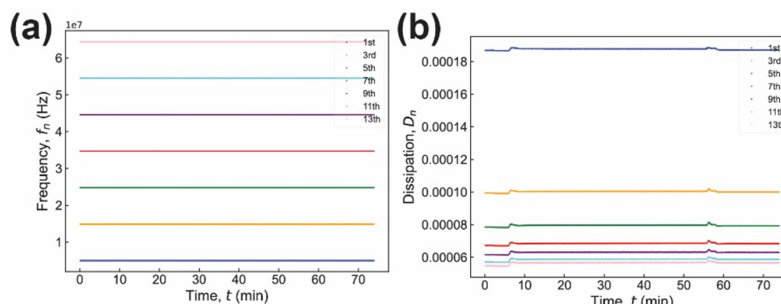 (a)
1e7
Frequency, fn (Hz)
6
5
4
3
2
1
1st
3rd
5th
7th
9th
11th
13th
0 10 20 30 40 50 60 70
Time, t (min)
(b)
Dissipation, Dn
0.00018
0.00016
0.00014
0.00012
0.00010
0.00008
0.00006
1st
3rd
5th
7th
9th
11th
13th
0 10 20 30 40 50 60 70
Time, t (min)